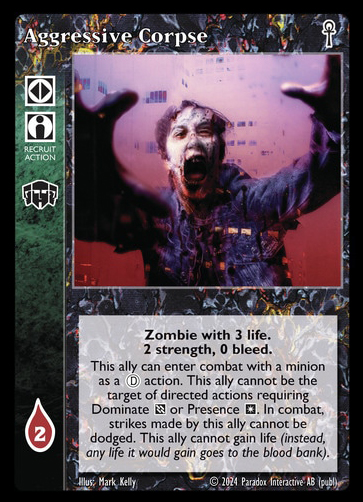 Aggressive Corpse
RECRUIT
ACTION
Zombie with 3 life.
2 strength, 0 bleed.
This ally can enter combat with a minion
as a Ⓓ action. This ally cannot be the
target of directed actions requiring
Dominate or Presence . In combat,
strikes made by this ally cannot be
dodged. This ally cannot gain life (instead,
any life it would gain goes to the blood bank).
2
Illus: Mark Kelly
© 2024 Paradox Interactive AB (publ)